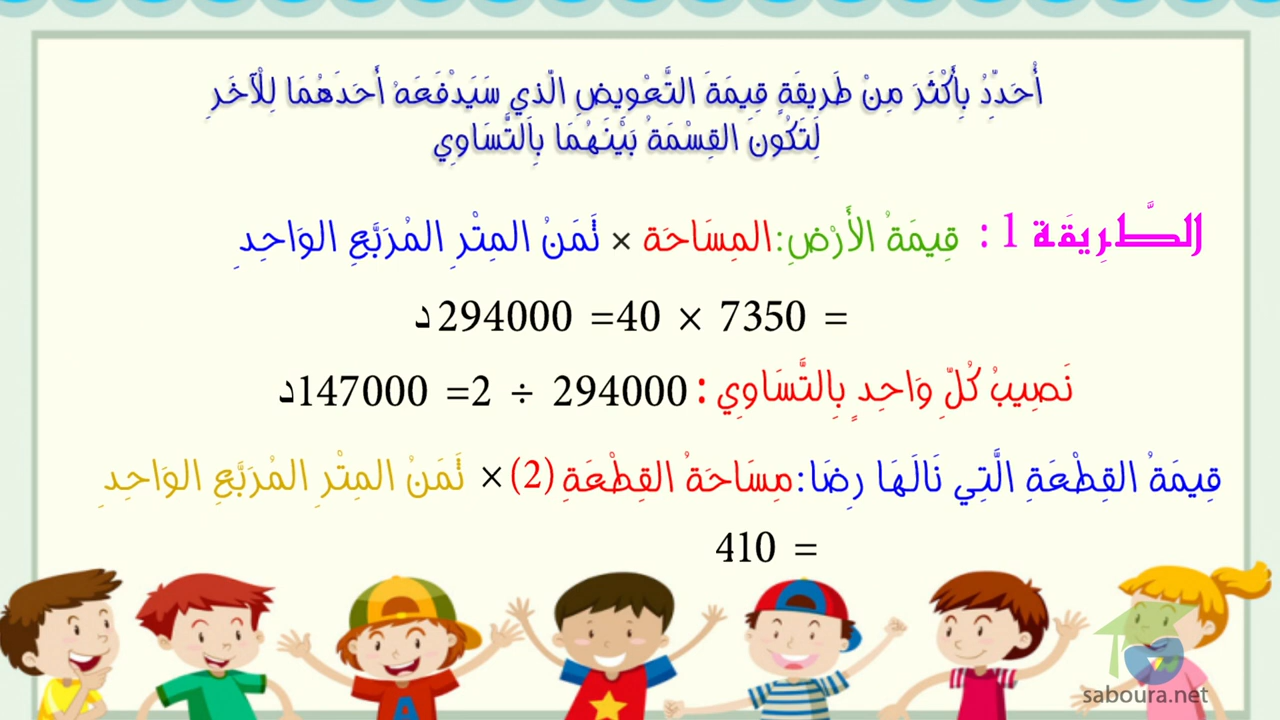 أُحَدِّدُ بِأَكْثَرَ مِنْ طَرِيقَةٍ قِيمَةَ التَّعْوِيضِ الَّذِي سَيَدْفَعَهُ أَحَدَهُمَا لِلْآخَرِ
لِتَكُونَ القِسْمَةُ بَيْنَهُمَا بِالتَّسَاوِي
الطَّرِيقَة 1 : قِيمَةُ الأَرْضِ: المِسَاحَة × ثَمَنُ المِتْرِ المُرَبَّعِ الوَاحِدِ
= 7350 × 40= 294000د
نَصِيبُ كُلِّ وَاحِدٍ بِالتَّسَاوِي : 294000 ÷ 2= 147000د
قِيمَةُ القِطْعَةِ الَّتِي نَالَهَا رِضَا: مِسَاحَةُ القِطْعَةِ (2) × ثَمَنُ المِتْرِ المُرَبَّعِ الوَاحِدِ
= 410
saboura.net